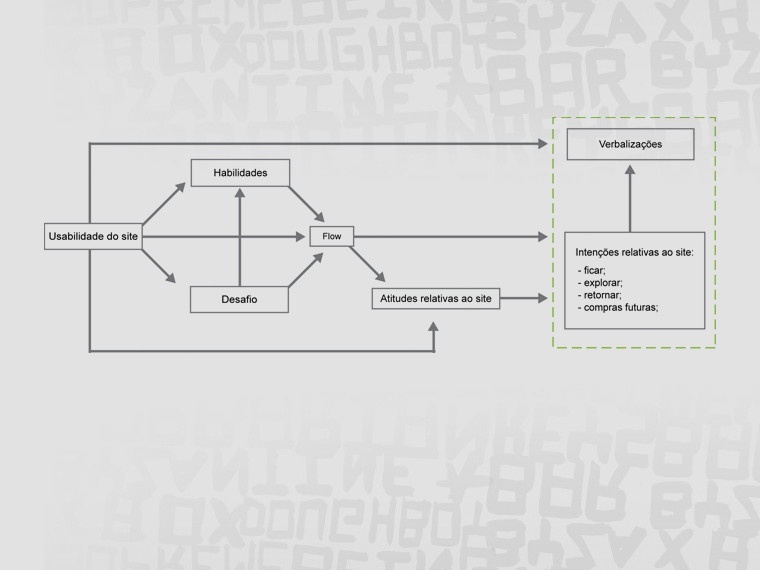 Verbalizações
Habilidades
Usabilidade do site
Flow
Intenções relativas ao site:
- ficar;
- explorar;
- retornar;
- compras futuras;
Desafio
Atitudes relativas ao site